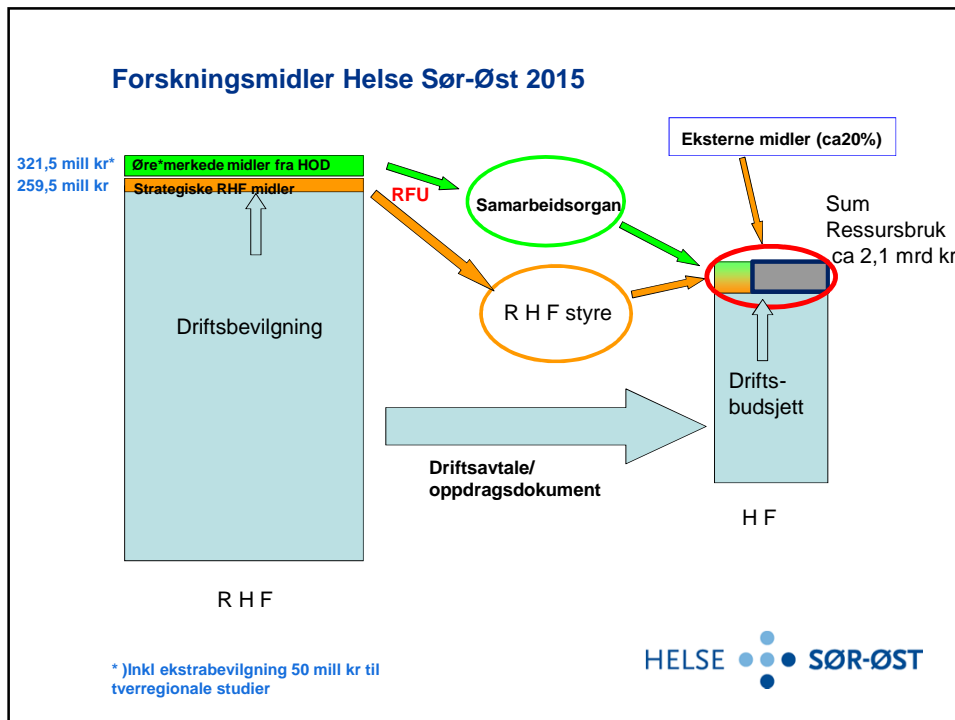 Forskningsmidler Helse Sør-Øst 2015
321,5 mill kr*
Øre*merkede midler fra HOD
259,5 mill kr
Strategiske RHF midler
RFU
Samarbeidsorgan
Eksterne midler (ca20%)
Sum
Ressursbruk
ca 2,1 mrd kr
R H F styre
Driftsbevilgning
Drifts-
budsjett
Driftsavtale/
oppdragsdokument
H F
R H F
* )Inkl ekstrabevilgning 50 mill kr til
tverregionale studier
HELSE SØR-ØST